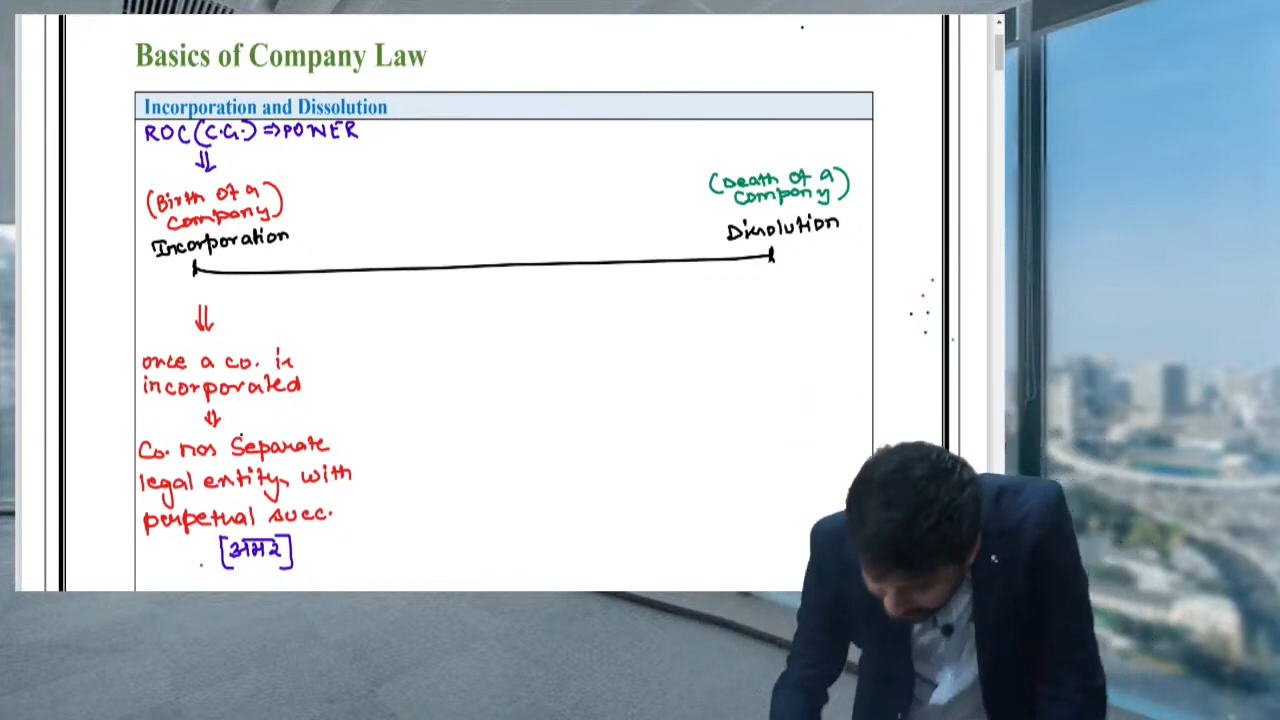 Basics of Company Law
Incorporation and Dissolution
ROC (C.G.) ⇒ POWER
(Birth of a
company)
Incorporation
(Death of a
company)
Dissolution
once a co. is
incorporated
Co. has Separate
legal entity, with
perpetual succ.
[अमर]